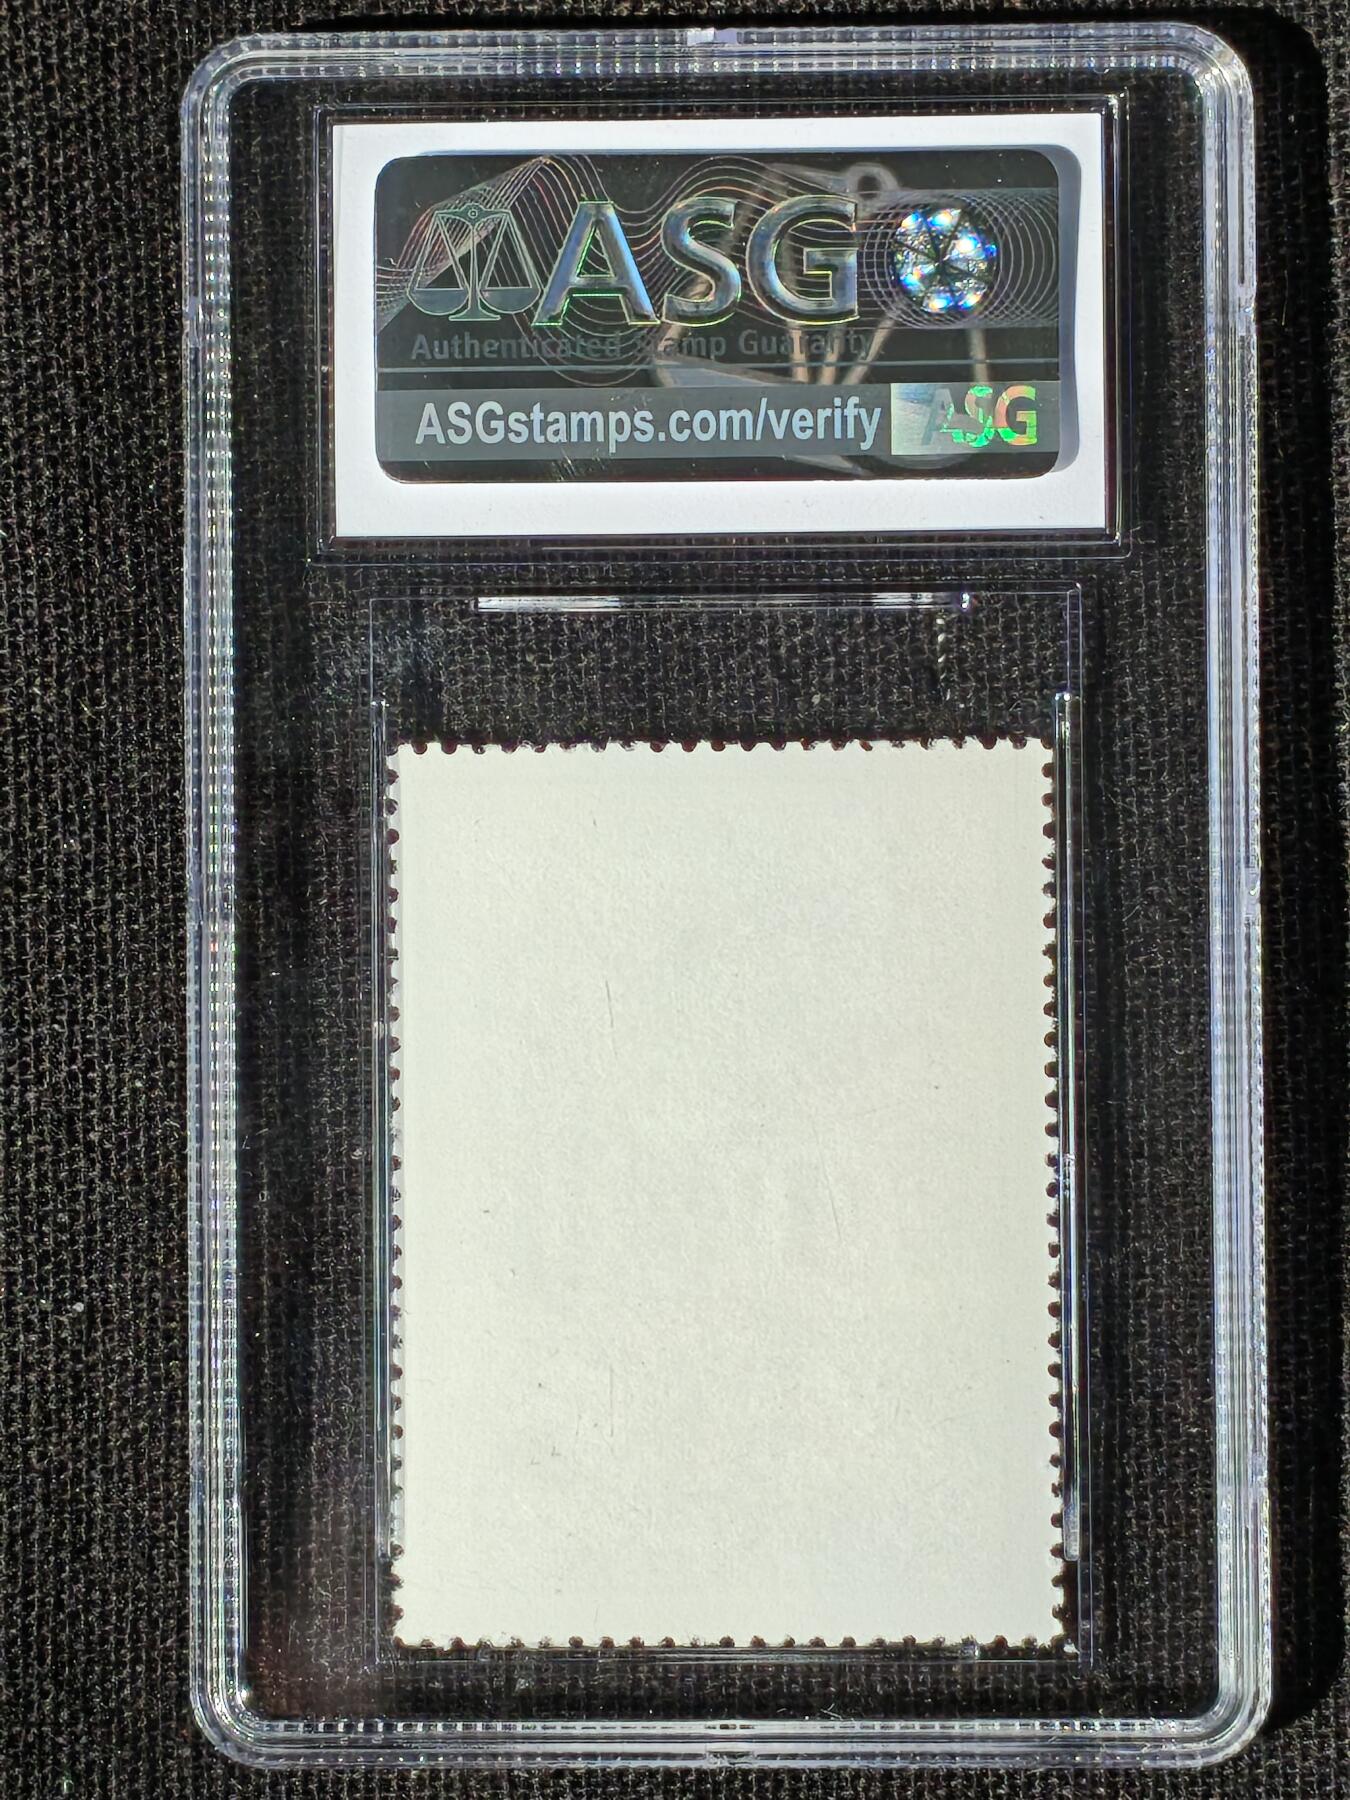 ASG
Authenticated Stamp Guaranty
ASGstamps.com/verify ASG